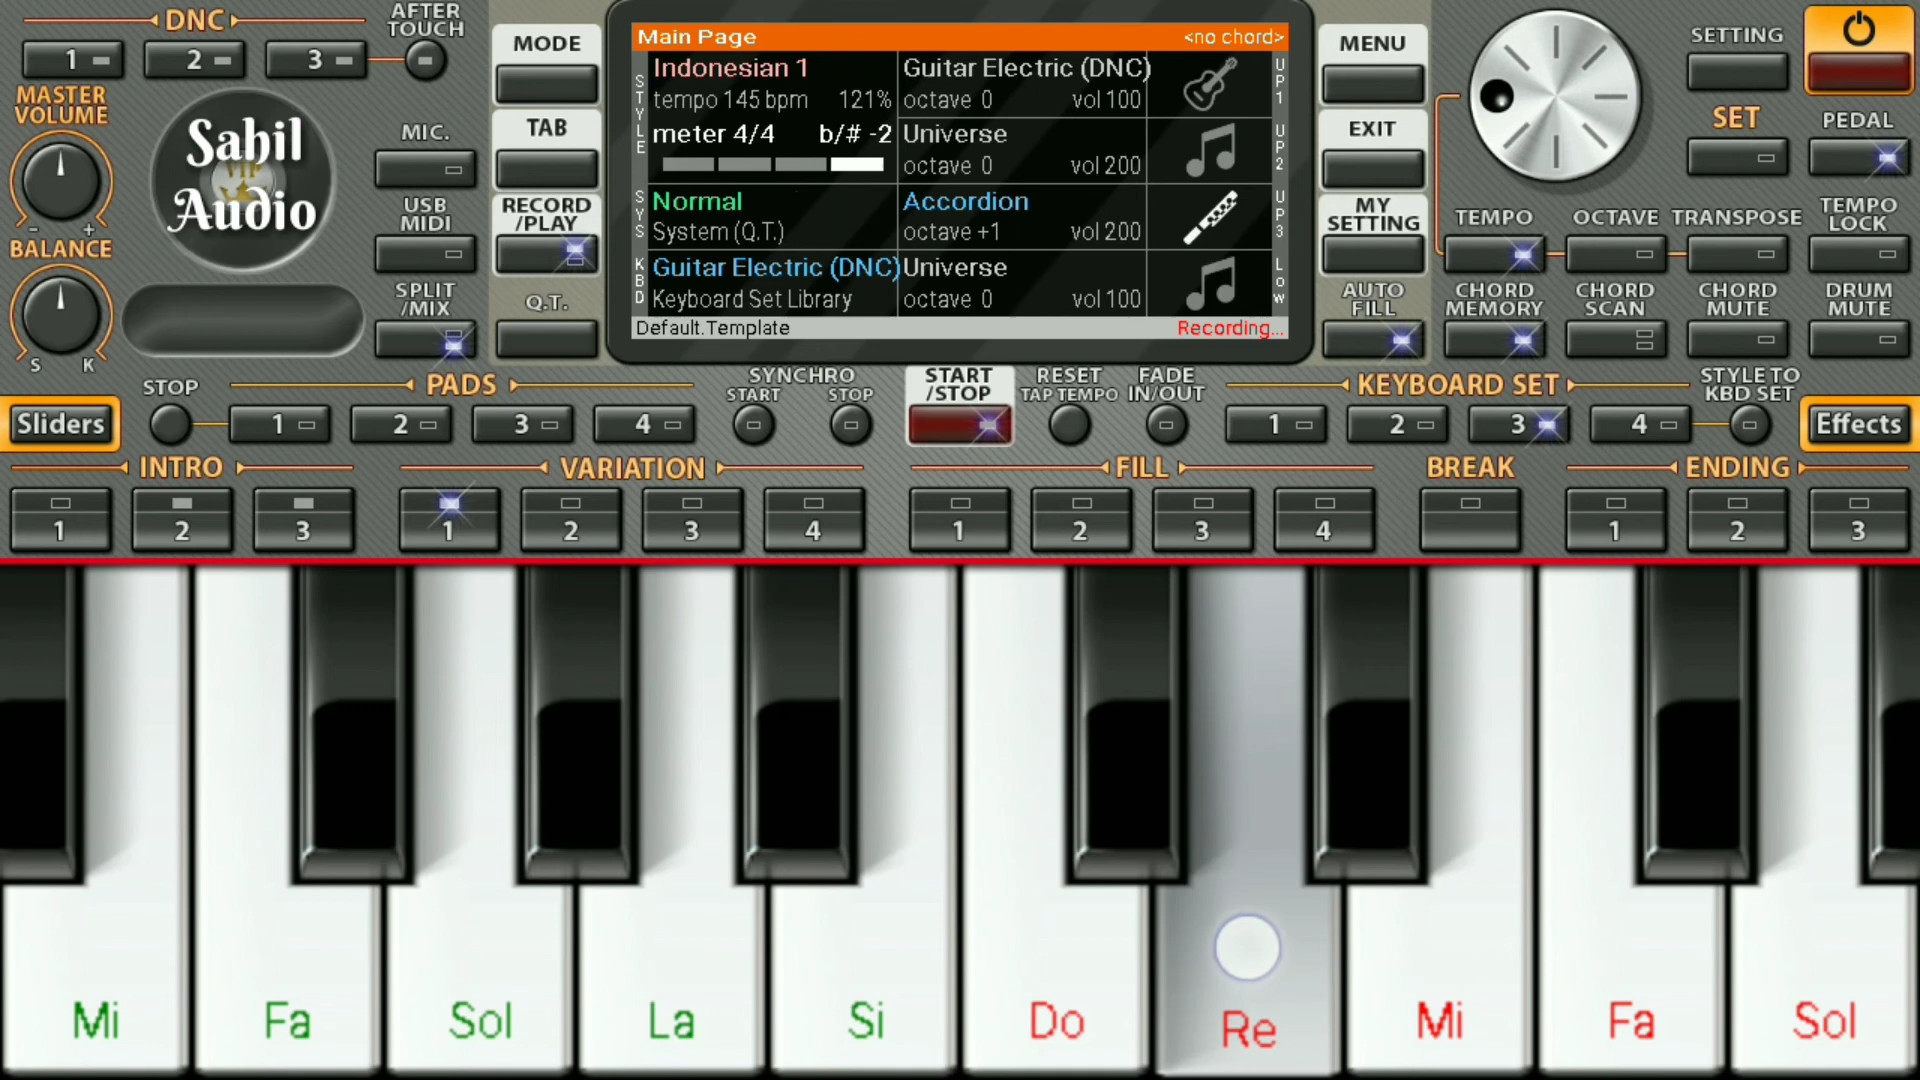 DNC
1
2
3
AFTER
TOUCH
MASTER
VOLUME
- +
BALANCE
S K
Sahil
Audio
MIC.
USB
MIDI
SPLIT
/MIX
MODE
TAB
RECORD
/PLAY
Q.T.
Main Page <no chord>
STYLE
Indonesian 1
tempo 145 bpm 121%
meter 4/4 b/# -2
SYS
Normal
System (Q.T.)
KBD
Guitar Electric (DNC)
Keyboard Set Library
Guitar Electric (DNC)
octave 0 vol 100
UP1
Universe
octave 0 vol 200
UP2
Accordion
octave +1 vol 200
UP3
Universe
octave 0 vol 100
Low
Default.Template Recording...
MENU
EXIT
MY
SETTING
AUTO
FILL
SETTING
SET
PEDAL
TEMPO
OCTAVE
TRANSPOSE
TEMPO
LOCK
CHORD
MEMORY
CHORD
SCAN
CHORD
MUTE
DRUM
MUTE
Sliders
STOP
PADS
1
2
3
4
SYNCHRO
START STOP
START
/STOP
RESET
TAP TEMPO
FADE
IN/OUT
KEYBOARD SET
1
2
3
4
STYLE TO
KBD SET
Effects
INTRO
1
2
3
VARIATION
1
2
3
4
FILL
1
2
3
4
BREAK
ENDING
1
2
3
Mi Fa Sol La Si Do Re Mi Fa Sol